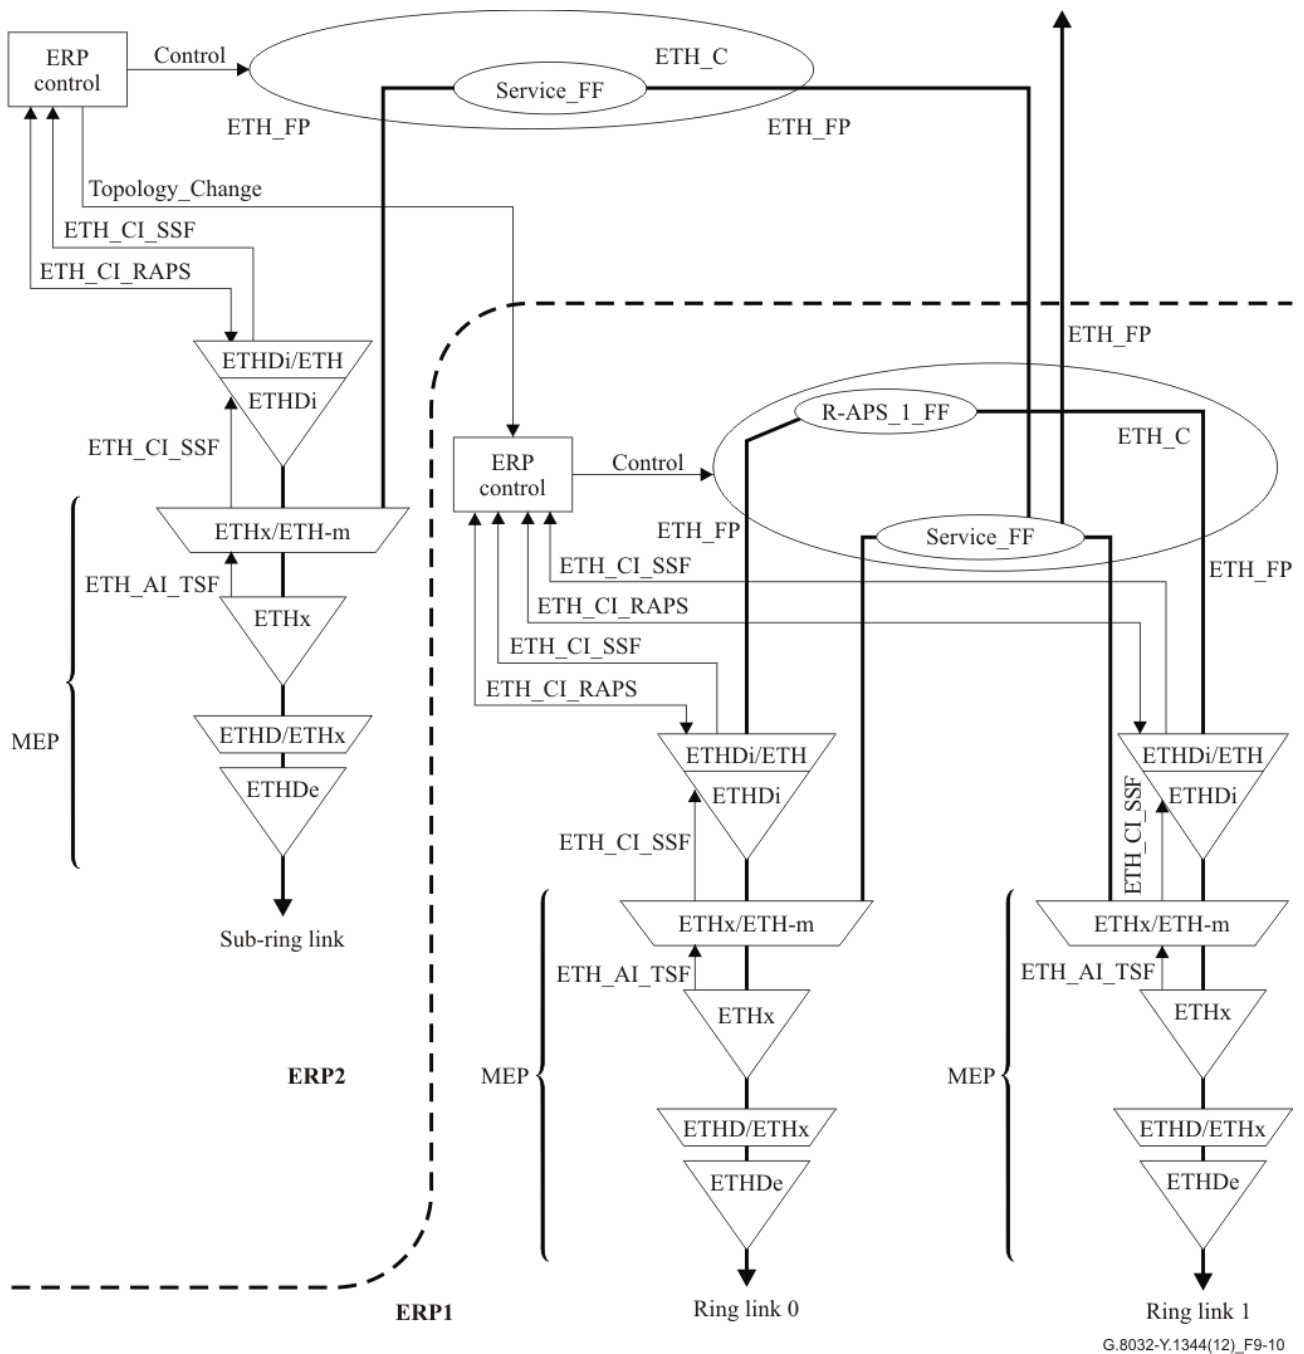 ERP
control
Control
ETH_C
Service_FF
ETH_FP
ETH_FP
Topology_Change
ETH_CI_SSF
ETH_CI_RAPS
ETHDi/ETH
ETHDi
ETH_CI_SSF
ETHx/ETH-m
ETH_AI_TSF
ETHx
MEP
ETHD/ETHx
ETHDe
Sub-ring link
ERP2
ETH_FP
R-APS_1_FF
ETH_C
ERP
control
Control
ETH_FP
Service_FF
ETH_FP
ETH_CI_SSF
ETH_CI_RAPS
ETH_CI_SSF
ETH_CI_RAPS
ETHDi/ETH
ETHDi
ETH_CI_SSF
ETHx/ETH-m
ETH_AI_TSF
ETHx
MEP
ETHD/ETHx
ETHDe
Ring link 0
ETHDi/ETH
ETHDi
ETH_CI_SSF
ETHx/ETH-m
ETH_AI_TSF
ETHx
MEP
ETHD/ETHx
ETHDe
Ring link 1
ERP1
G.8032-Y.1344(12)_F9-10